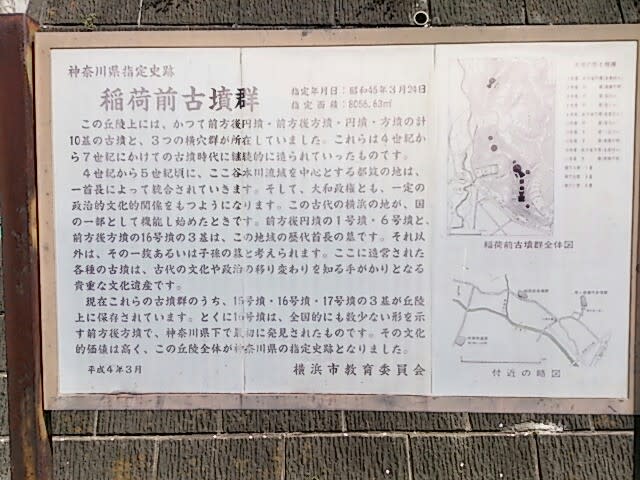 神奈川県指定史跡
稲荷前古墳群
指定年月日：昭和45年3月24日
指定面積：8056.63㎡
この丘陵上には、かつて前方後円墳・前方後方墳・円墳・方墳の計
10基の古墳と、3つの横穴群が所在していました。これらは4世紀か
ら7世紀にかけての古墳時代に継続的に造られていったものです。
4世紀から5世紀頃に、ここ谷本川流域を中心とする都筑の地は、
一首長によって統合されていきます。そして、大和政権とも、一定の
政治的文化的関係をもつようになります。この古代の横浜の地が、国
の一部として機能し始めたときです。前方後円墳の1号墳・6号墳と、
前方後方墳の16号墳の3基は、この地域の歴代首長の墓です。それ以
外は、その一族あるいは子孫の墓と考えられます。ここに造営された
各種の古墳は、古代の文化や政治の移り変わりを知る手がかりとなる
貴重な文化遺産です。
現在これらの古墳群のうち、15号墳・16号墳・17号墳の3基が丘陵
上に保存されています。とくに16号墳は、全国的にも数少ない形を示
す前方後方墳で、神奈川県下で最初に発見されたものです。その文化
的価値は高く、この丘陵全体が神奈川県の指定史跡となりました。
平成4年3月
横浜市教育委員会
稲荷前古墳群全体図
付近の略図